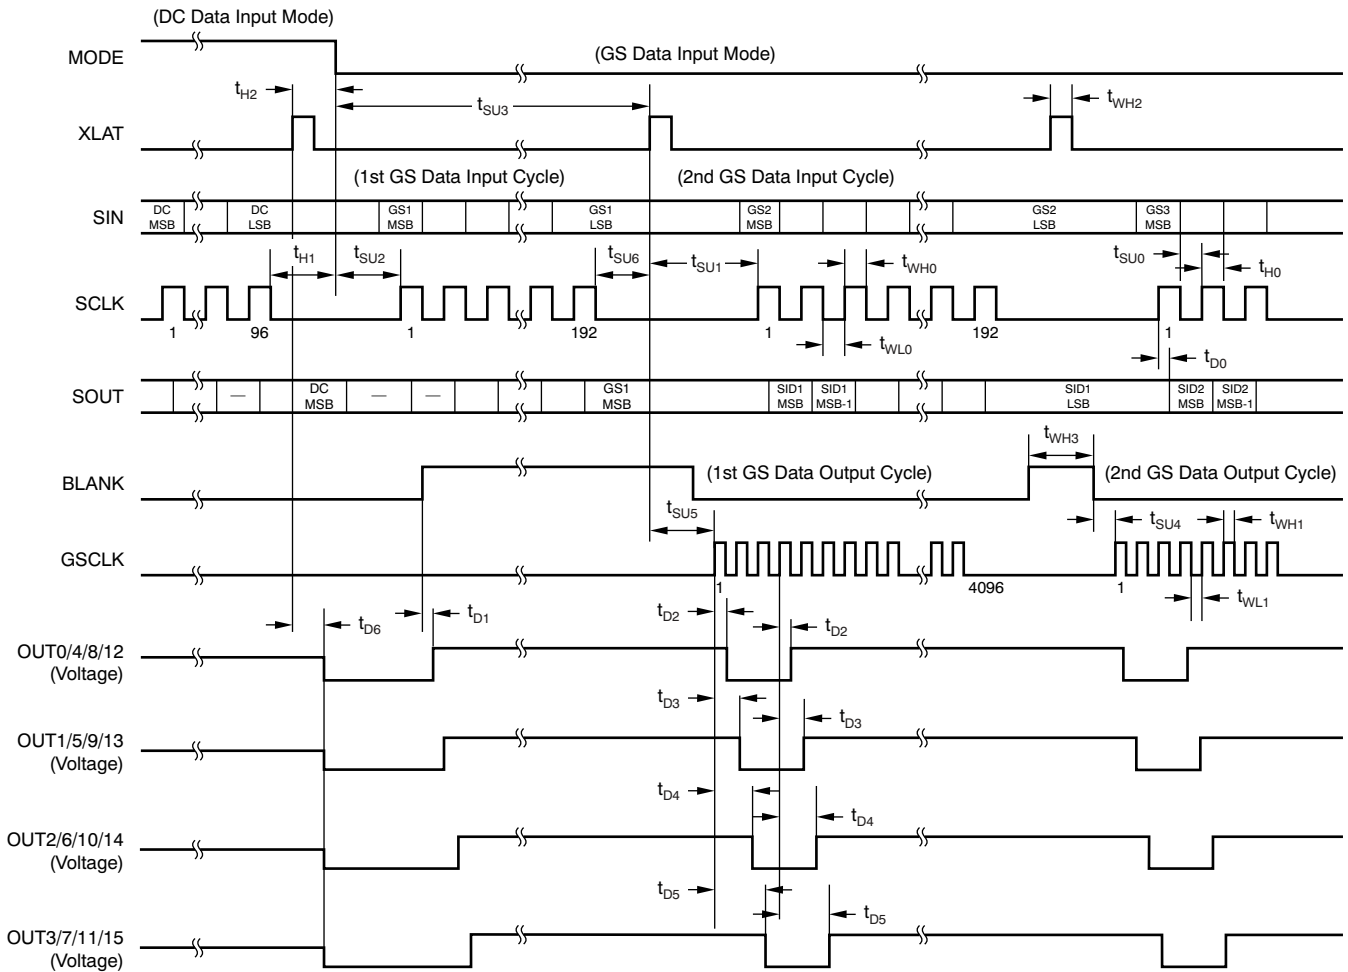 (DC Data Input Mode)
MODE
(GS Data Input Mode)
tH2
tSU3
tWH2
XLAT
(1st GS Data Input Cycle)
(2nd GS Data Input Cycle)
SIN
DC MSB
DC LSB
GS1 MSB
GS1 LSB
GS2 MSB
GS2 LSB
GS3 MSB
tH1
tSU2
tSU6
tSU1
tWH0
tSU0
tH0
SCLK
1
96
1
192
1
192
1
tWL0
tD0
SOUT
—
DC MSB
—
—
GS1 MSB
SID1 MSB
SID1 MSB-1
SID1 LSB
SID2 MSB
SID2 MSB-1
tWH3
BLANK
(1st GS Data Output Cycle)
(2nd GS Data Output Cycle)
tSU5
tSU4
tWH1
GSCLK
1
4096
1
tWL1
tD6
tD1
tD2
tD2
OUT0/4/8/12
(Voltage)
tD3
tD3
OUT1/5/9/13
(Voltage)
tD4
tD4
OUT2/6/10/14
(Voltage)
tD5
tD5
OUT3/7/11/15
(Voltage)